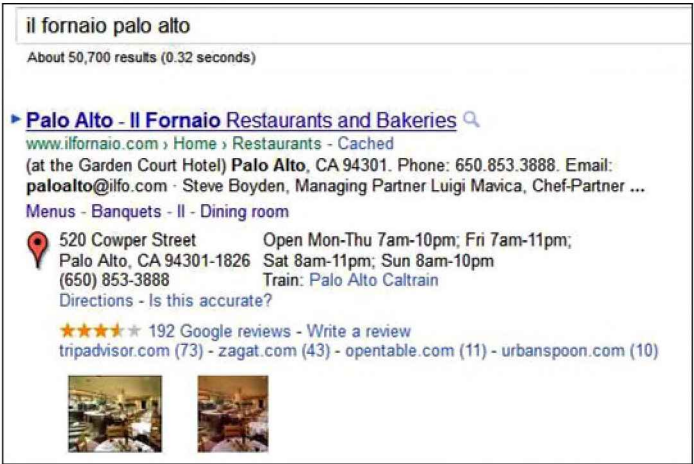 il fornaio palo alto
About 50,700 results (0.32 seconds)
Palo Alto - Il Fornaio Restaurants and Bakeries
www.ilfornaio.com › Home › Restaurants - Cached
(at the Garden Court Hotel) Palo Alto, CA 94301. Phone: 650.853.3888. Email:
paloalto@ilfo.com · Steve Boyden, Managing Partner Luigi Mavica, Chef-Partner ...
Menus - Banquets - Il - Dining room
520 Cowper Street
Palo Alto, CA 94301-1826
(650) 853-3888
Open Mon-Thu 7am-10pm; Fri 7am-11pm;
Sat 8am-11pm; Sun 8am-10pm
Train: Palo Alto Caltrain
Directions - Is this accurate?
192 Google reviews - Write a review
tripadvisor.com (73) - zagat.com (43) - opentable.com (11) - urbanspoon.com (10)